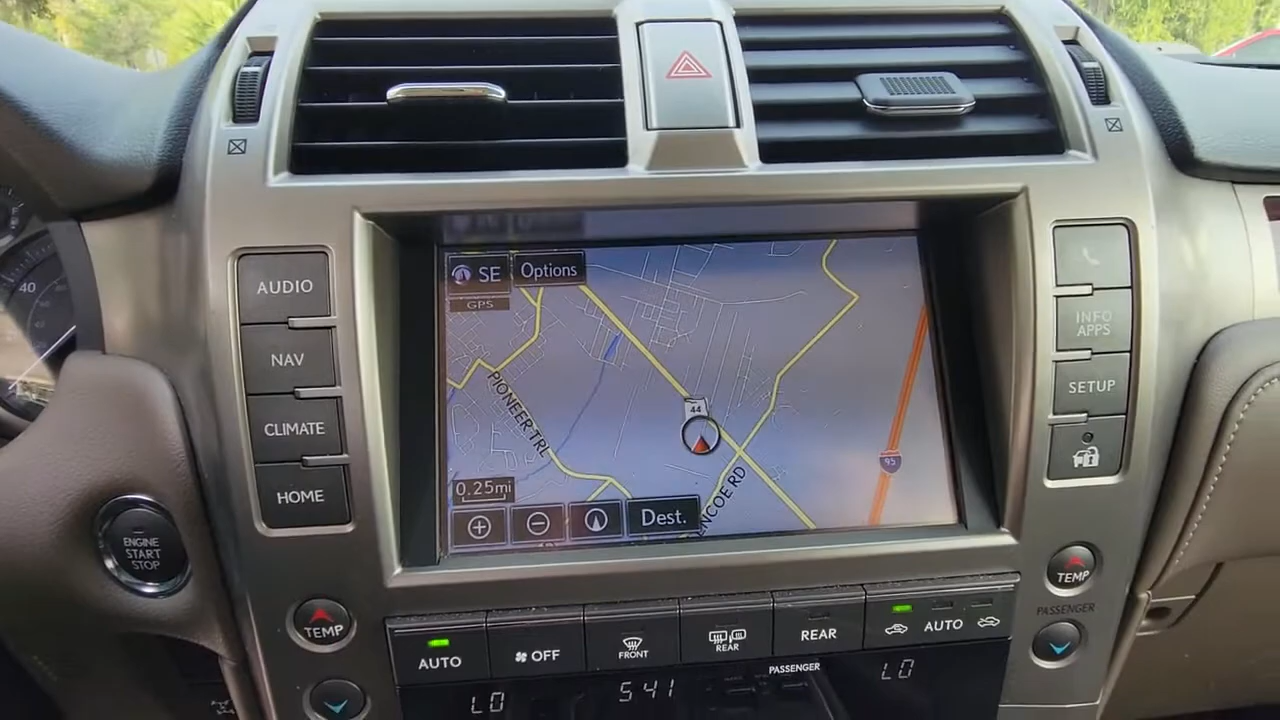 AUDIO
NAV
CLIMATE
HOME
ENGINE
START
STOP
40
SE
Options
GPS
PIONEER TRL
44
95
0.25mi
Dest.
INFO
APPS
SETUP
TEMP
AUTO
OFF
FRONT
REAR
REAR
AUTO
TEMP
PASSENGER
PASSENGER
LO
541
LO